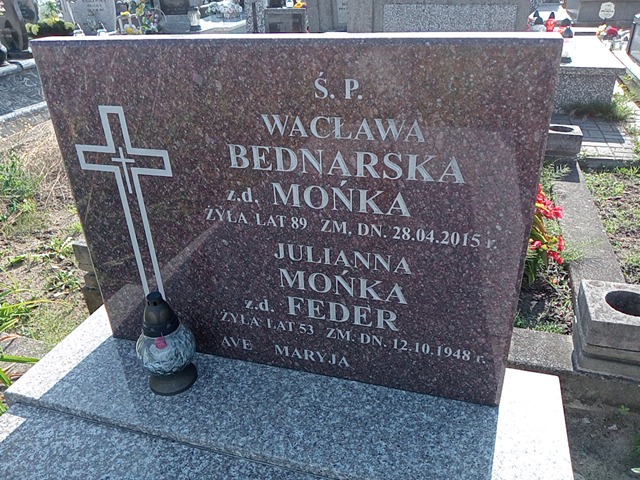 Ś. P.
WACŁAWA
BEDNARSKA
z.d. MOŃKA
ŻYŁA LAT 89 ZM. DN. 28.04.2015 r.
JULIANNA
MOŃKA
z.d. FEDER
ŻYŁA LAT 53 ZM. DN. 12.10.1948 r.
AVE MARYJA